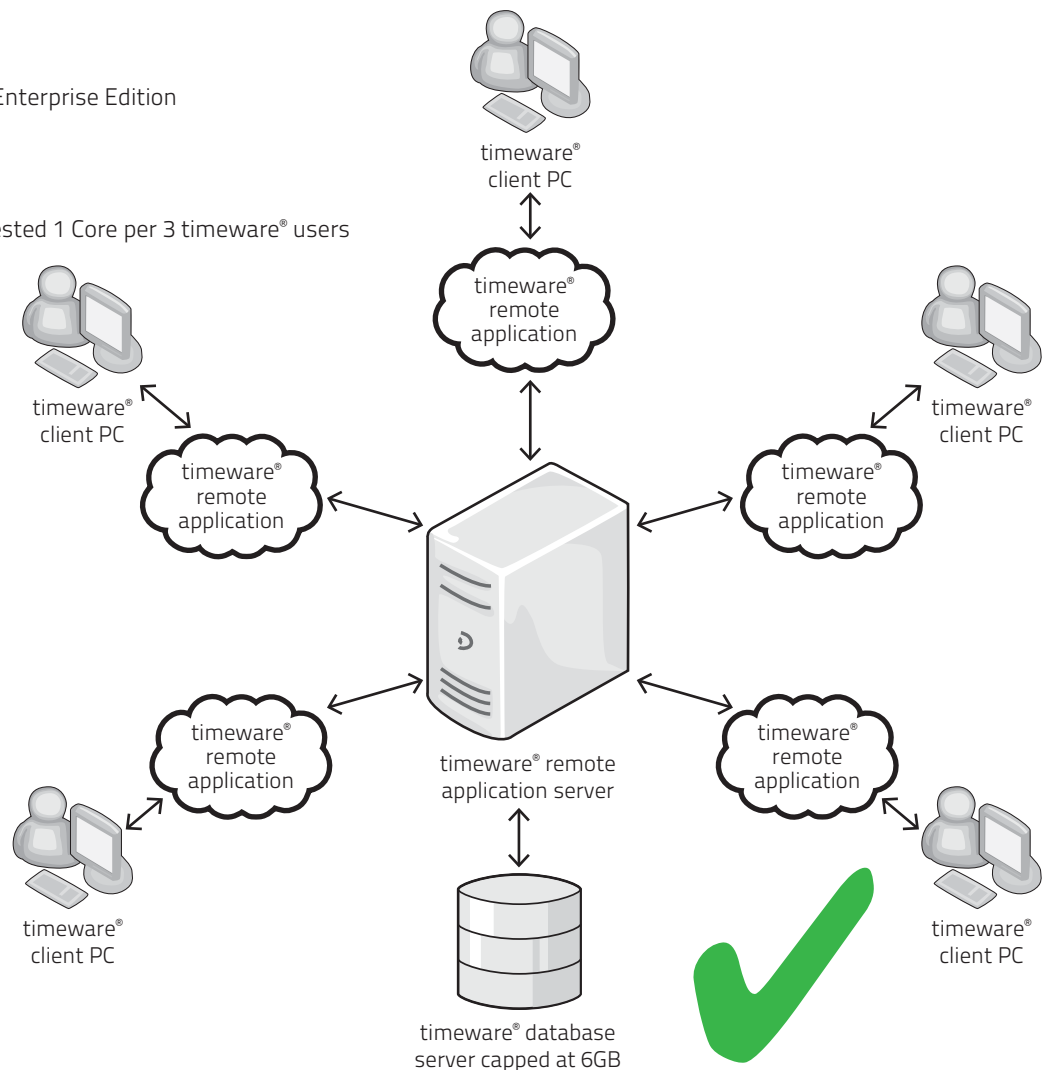 Enterprise Edition
timeware®
client PC
ested 1 Core per 3 timeware® users
timeware®
remote
application
timeware®
client PC
timeware®
client PC
timeware®
remote
application
timeware®
remote
application
timeware®
remote
application
timeware®
remote
application
timeware® remote
application server
timeware®
client PC
timeware®
client PC
timeware® database
server capped at 6GB